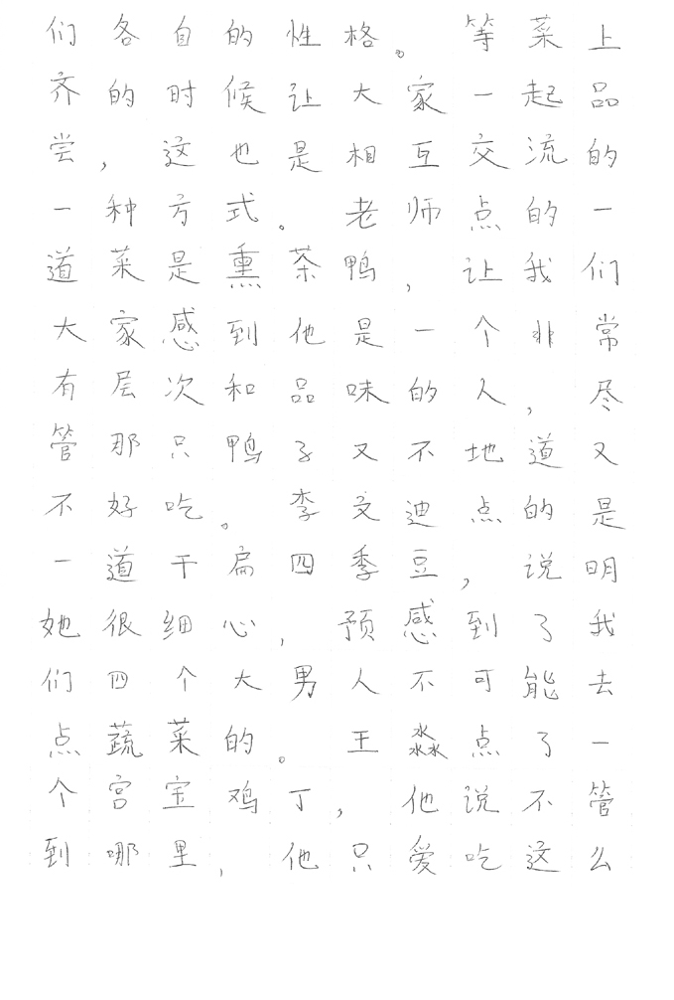 们各自的性格。等菜上
齐的时候让大家一起品
尝,这也是相互交流的
一种方式。老师点的一
道菜是熏茶鸭,让我们
大家感到他是一个非常
有层次和品味的人,尽
管那只鸭子又不地道又
不好吃。李文迪点的是
一道干扁四季豆,说明
她很细心,预感到了我
们四个大男人不可能去
点蔬菜的。王淼点了一
个宫宝鸡丁,他说不管
到哪里,他只爱吃这么